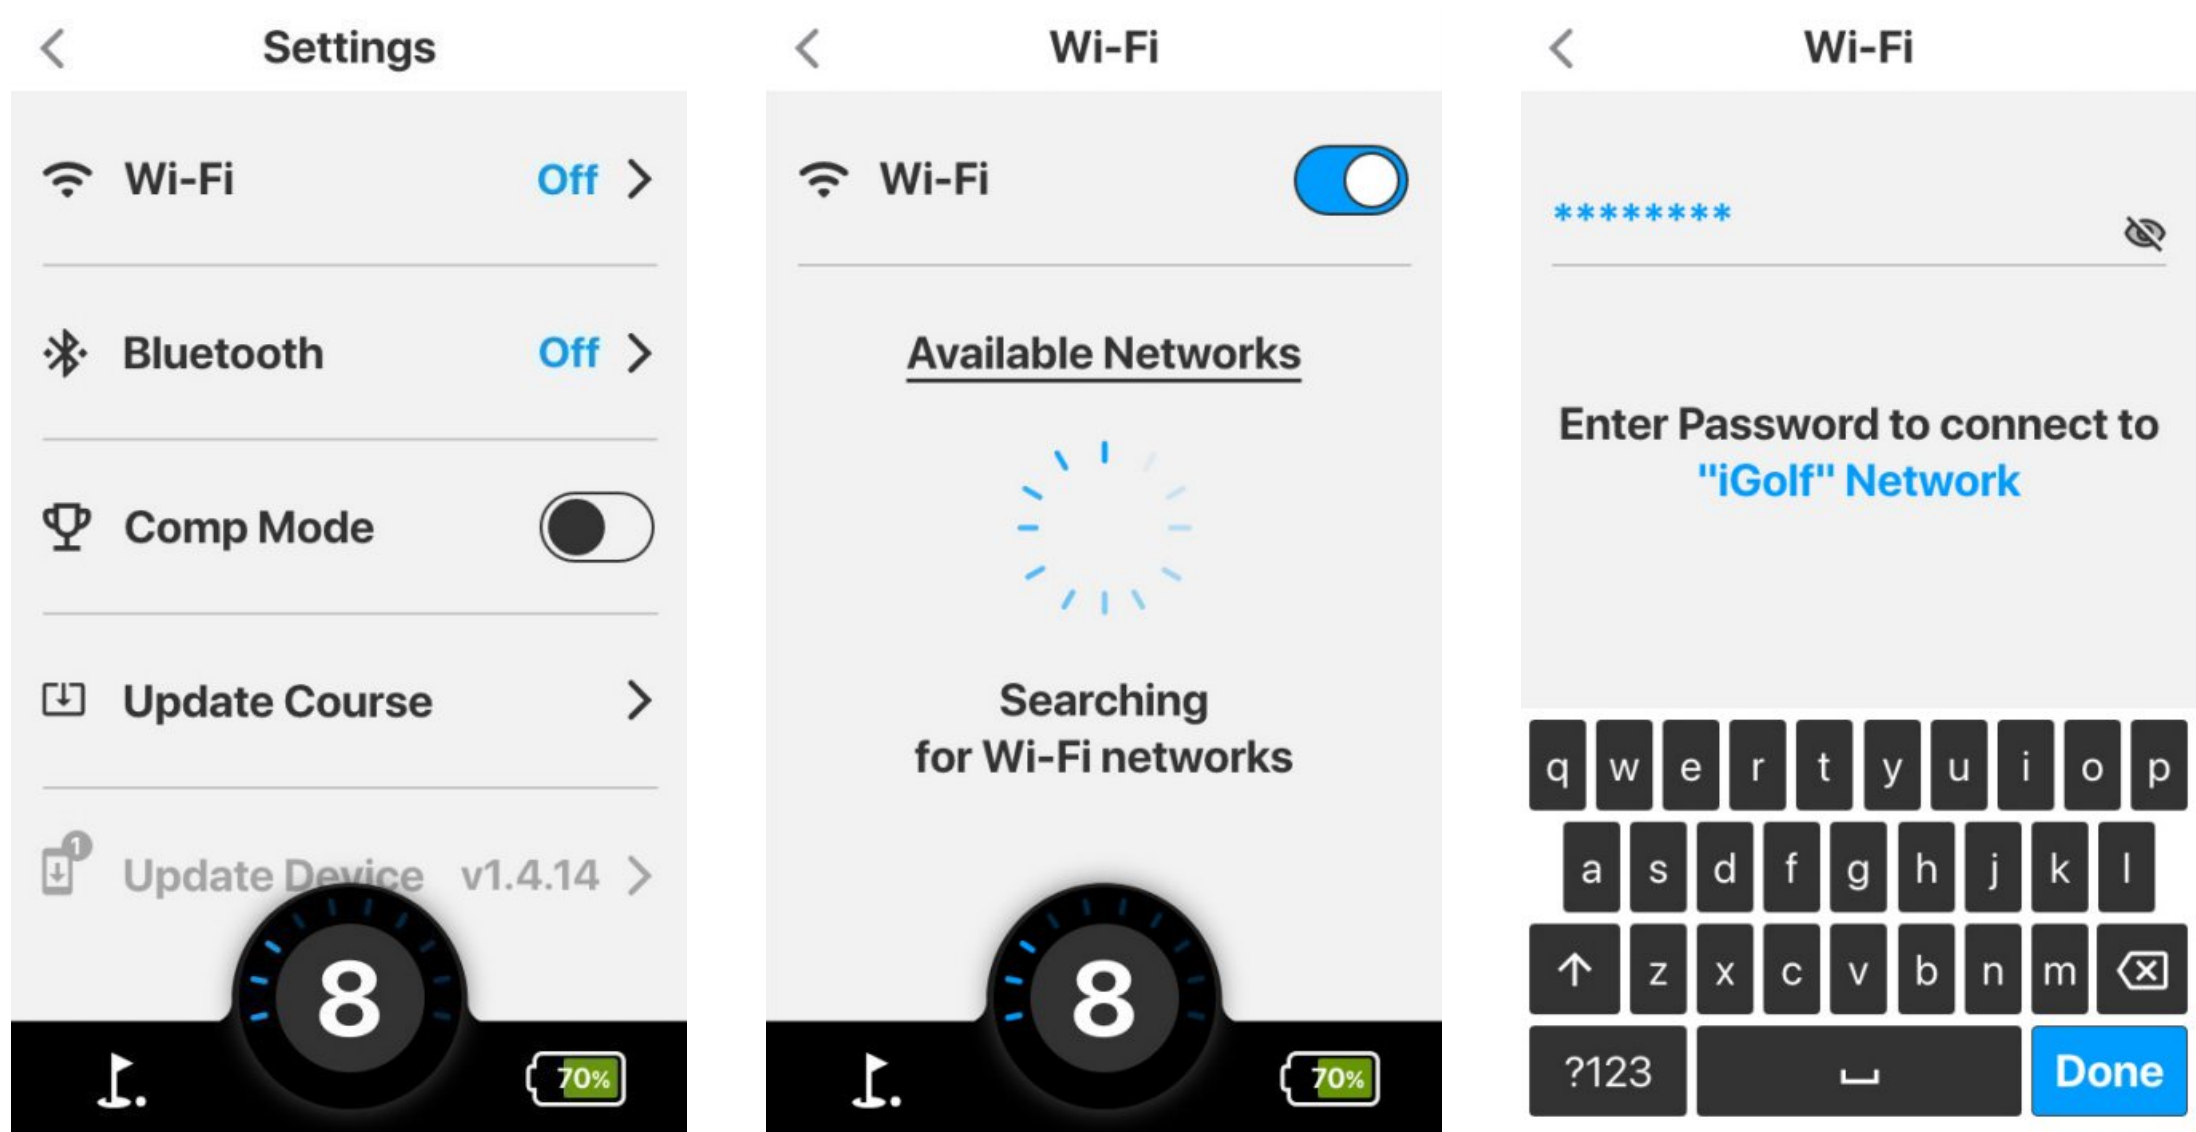 Settings
Wi-Fi Off
Bluetooth Off
Comp Mode
Update Course
1
Update Device v1.4.14
8
70%
Wi-Fi
Wi-Fi
Available Networks
Searching
for Wi-Fi networks
8
70%
Wi-Fi
********
Enter Password to connect to
"iGolf" Network
q w e r t y u i o p
a s d f g h j k l
z x c v b n m
?123 Done